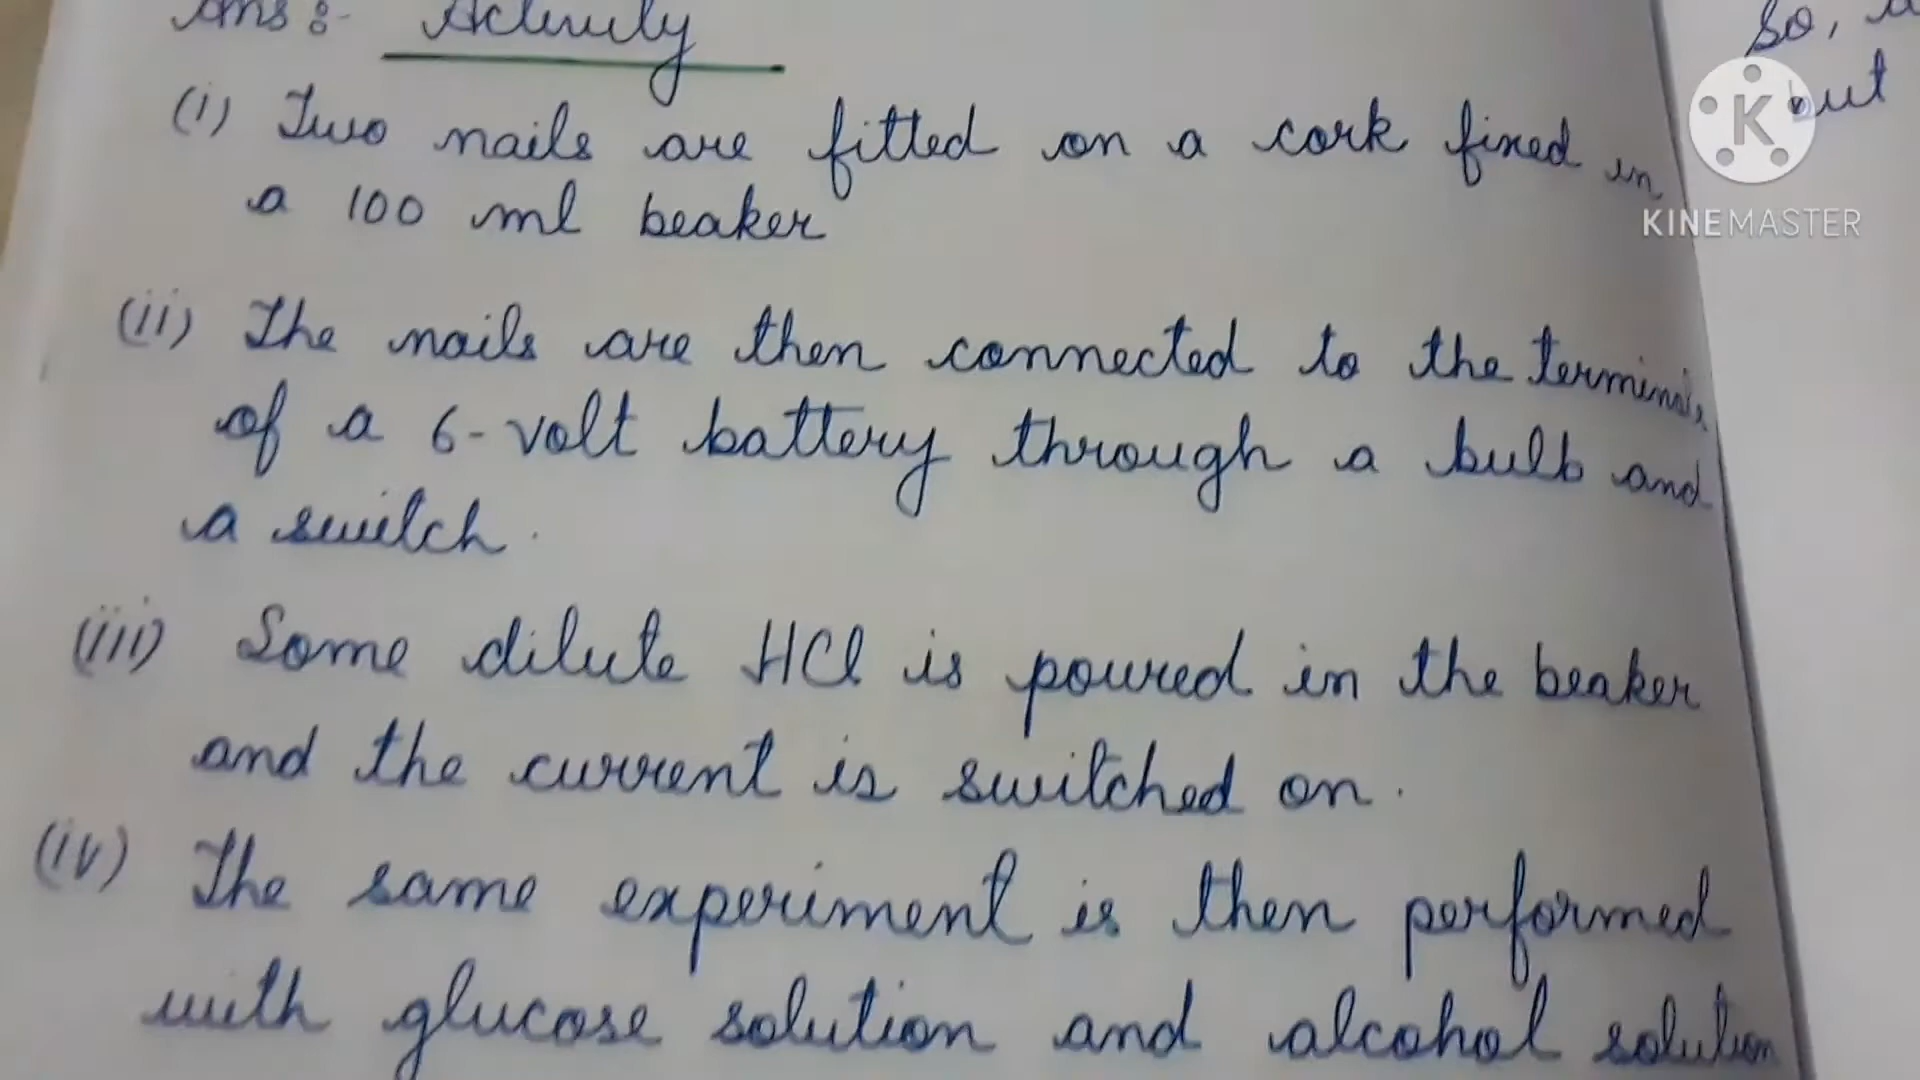 Ans :- Activity
(i) Two nails are fitted on a cork fixed in
a 100 ml beaker
(ii) The nails are then connected to the terminals
of a 6-volt battery through a bulb and
a switch.
(iii) Some dilute HCl is poured in the beaker
and the current is switched on.
(iv) The same experiment is then performed
with glucose solution and alcohol solution
So,
but
K
KINEMASTER